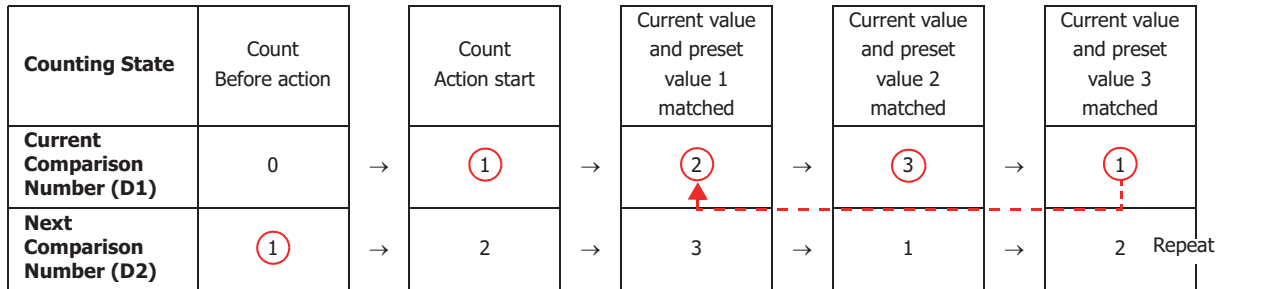 Counting State
Count
Before action
Count
Action start
Current value
and preset
value 1
matched
Current value
and preset
value 2
matched
Current value
and preset
value 3
matched
Current
Comparison
Number (D1)
0 → 1 → 2 → 3 → 1
Next
Comparison
Number (D2)
1 → 2 → 3 → 1 → 2 Repeat